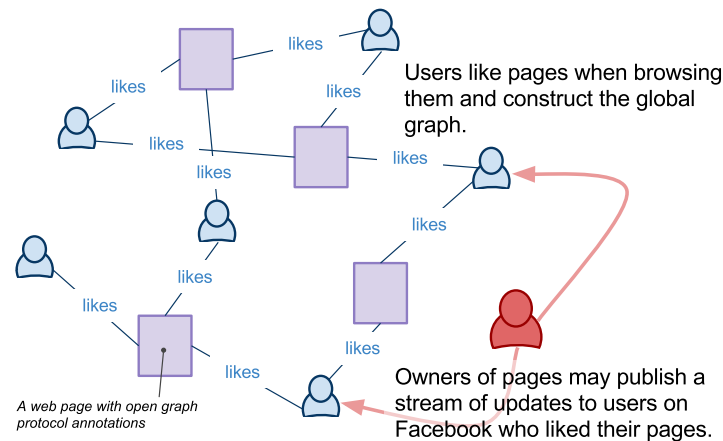 likes
likes
likes
Users like pages when browsing
them and construct the global
graph.
likes
likes
likes
likes
likes
likes
likes
likes
Owners of pages may publish a
stream of updates to users on
Facebook who liked their pages.
A web page with open graph
protocol annotations